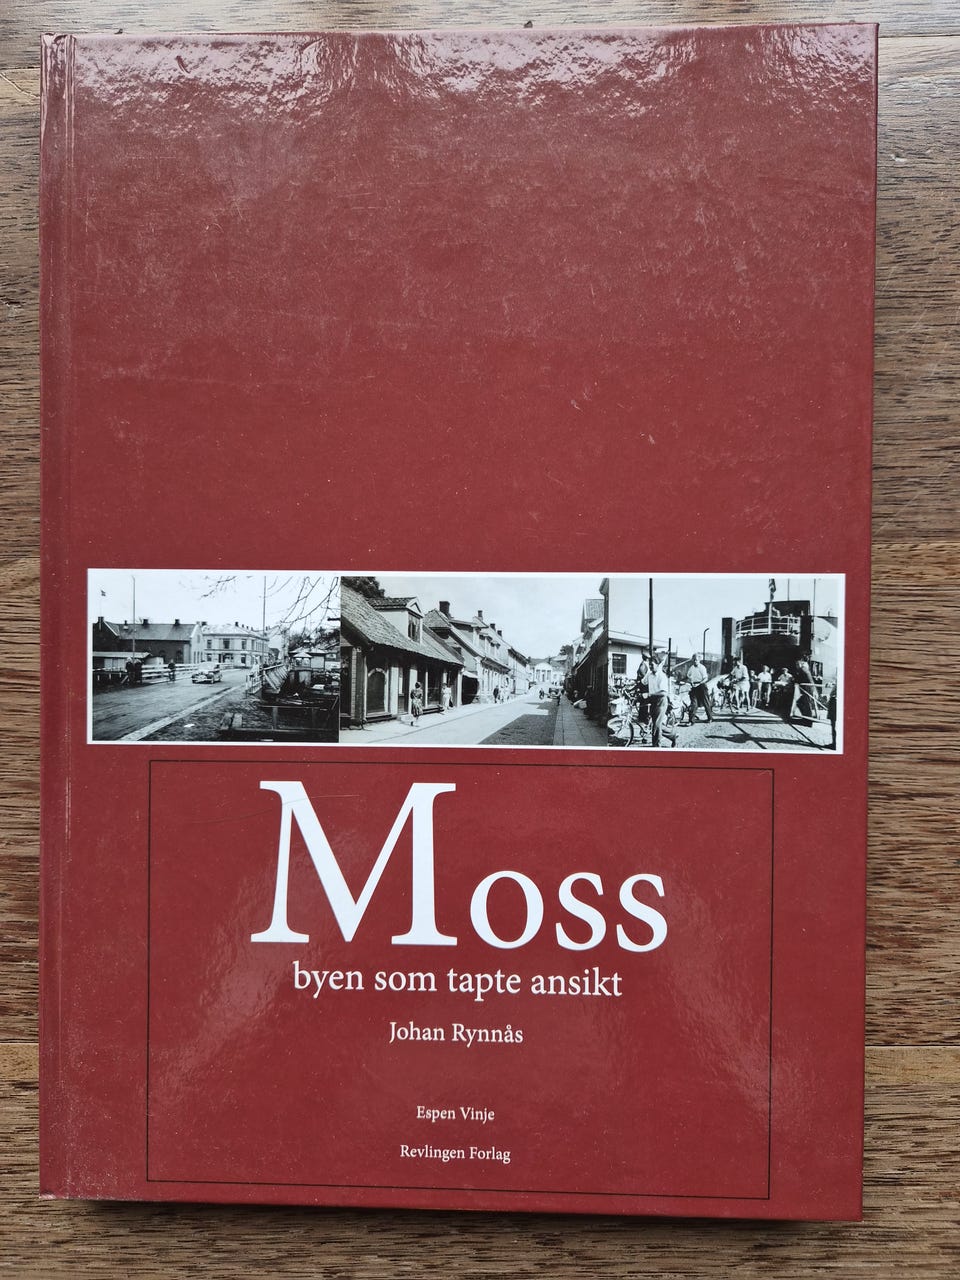 Moss
byen som tapte ansikt
Johan Rynnås
Espen Vinje
Revlingen Forlag